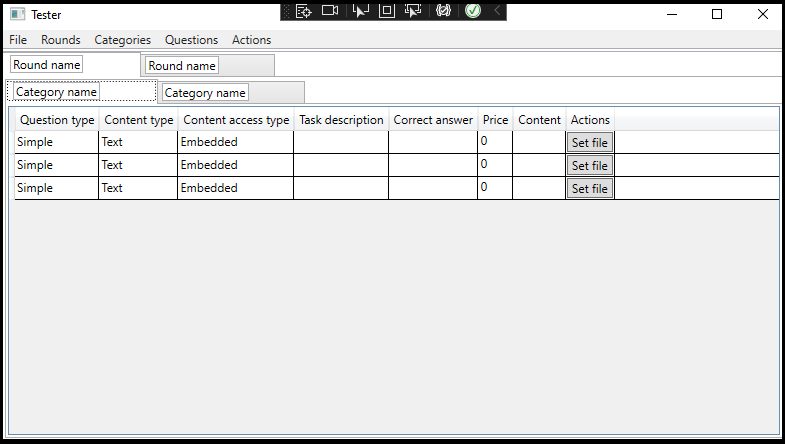 Tester
File Rounds Categories Questions Actions
Round name Round name
Category name Category name
Question type Content type Content access type Task description Correct answer Price Content Actions
Simple Text Embedded 0 Set file
Simple Text Embedded 0 Set file
Simple Text Embedded 0 Set file